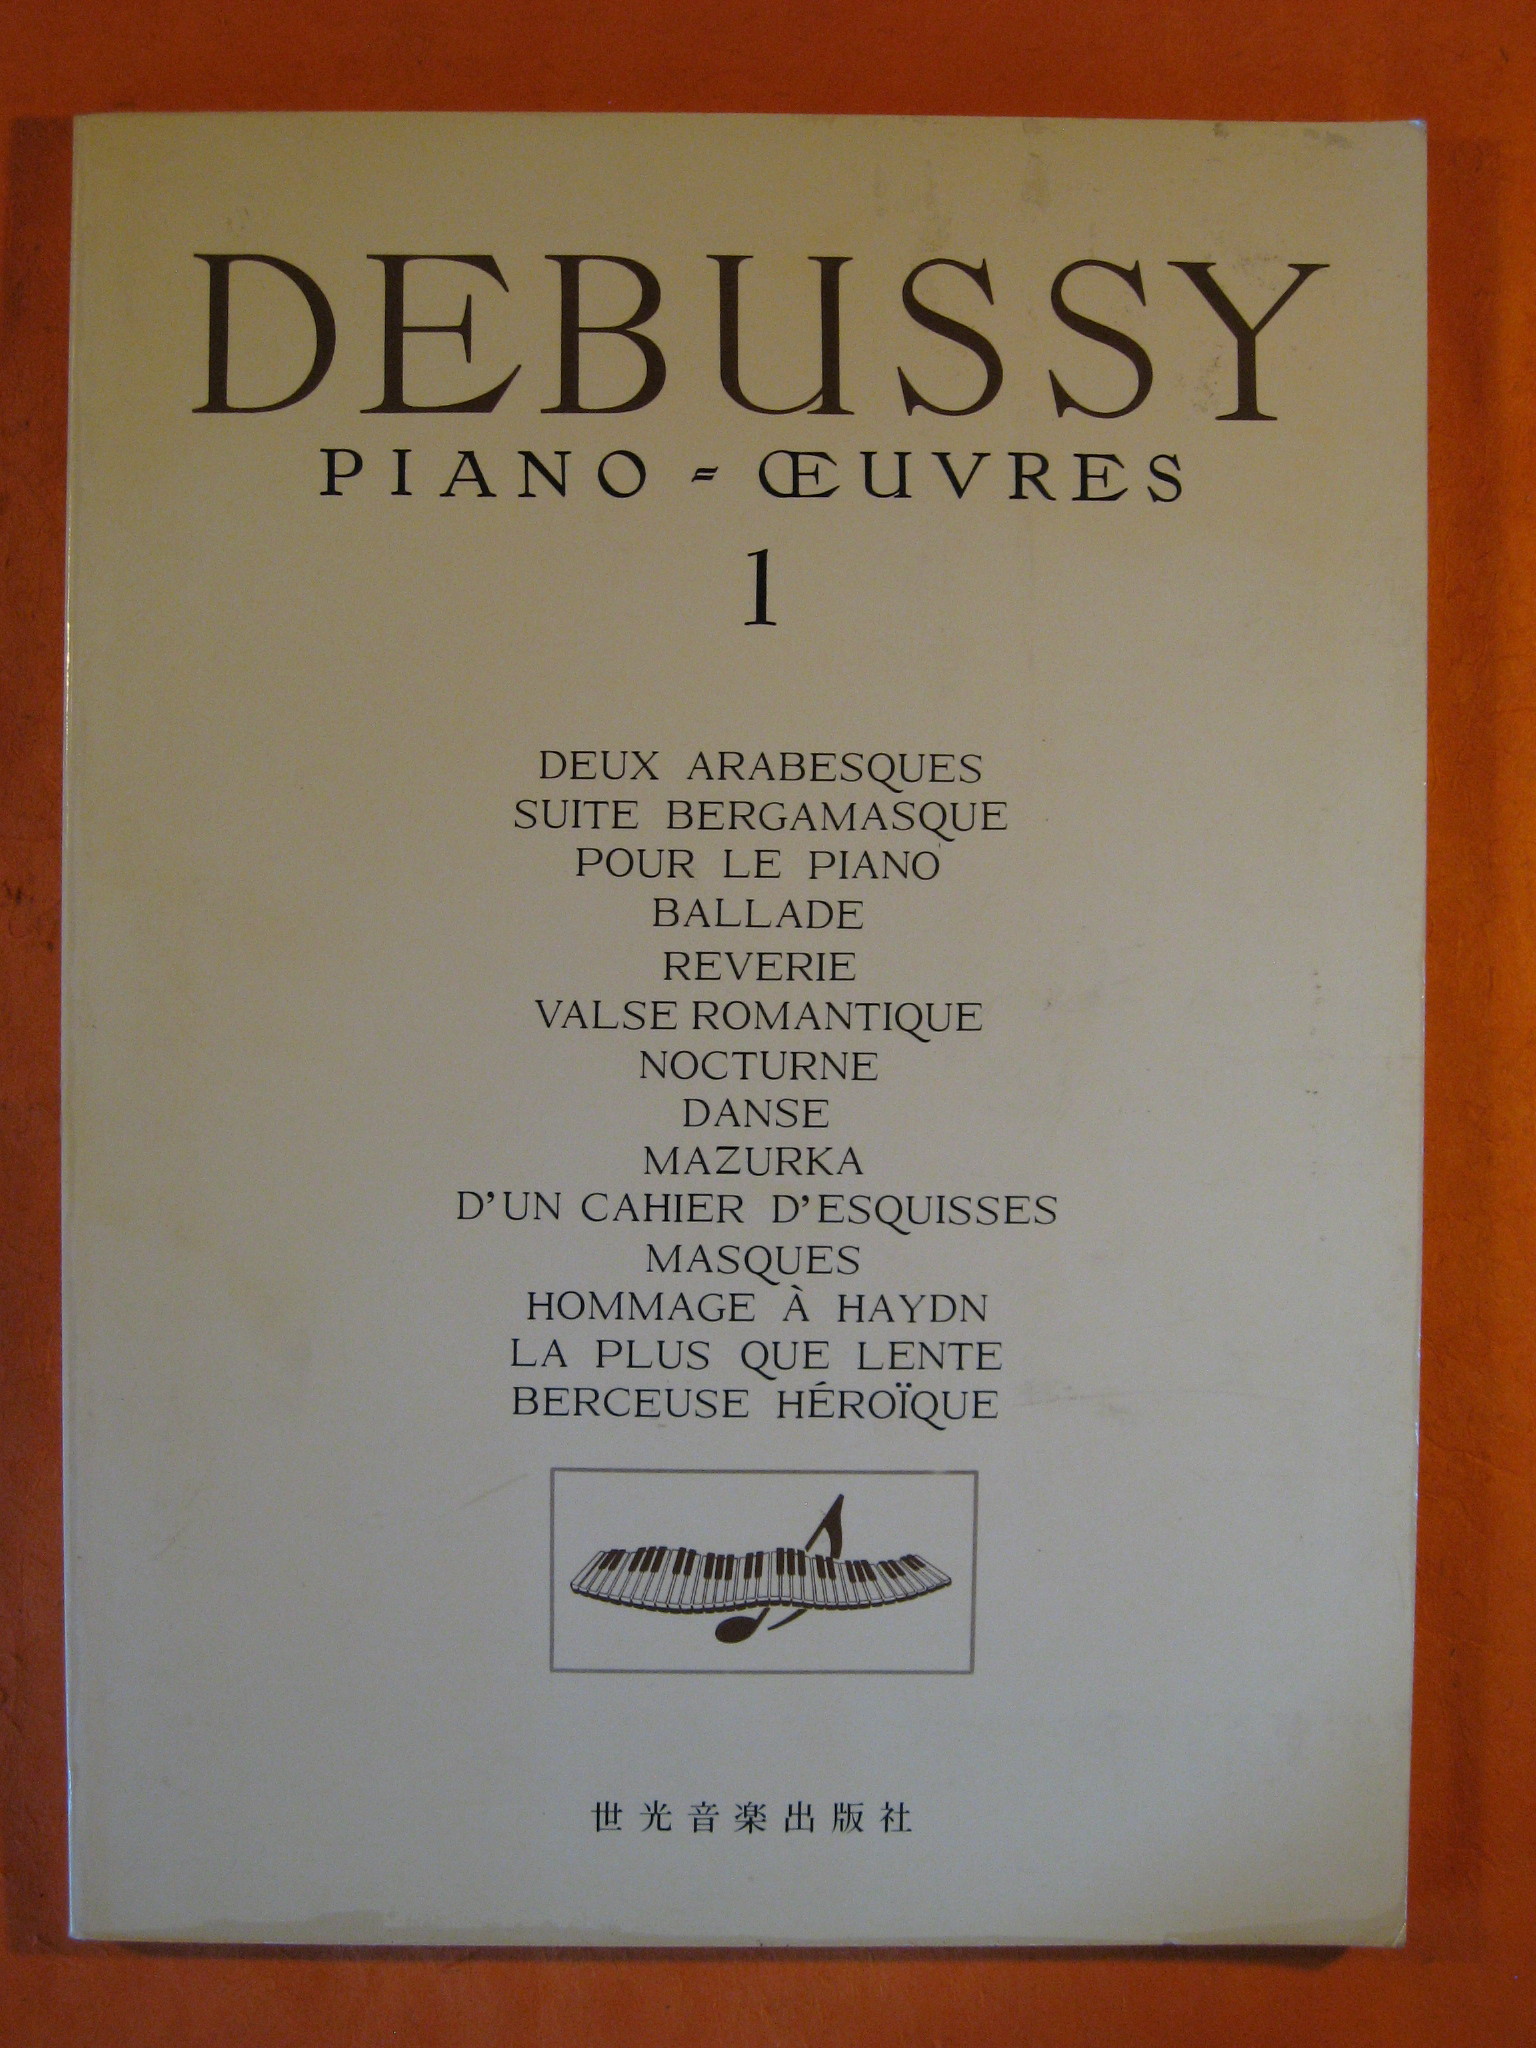 DEBUSSY
PIANO = ŒUVRES
1
DEUX ARABESQUES
SUITE BERGAMASQUE
POUR LE PIANO
BALLADE
REVERIE
VALSE ROMANTIQUE
NOCTURNE
DANSE
MAZURKA
D'UN CAHIER D'ESQUISSES
MASQUES
HOMMAGE À HAYDN
LA PLUS QUE LENTE
BERCEUSE HÉROÏQUE
世光音楽出版社